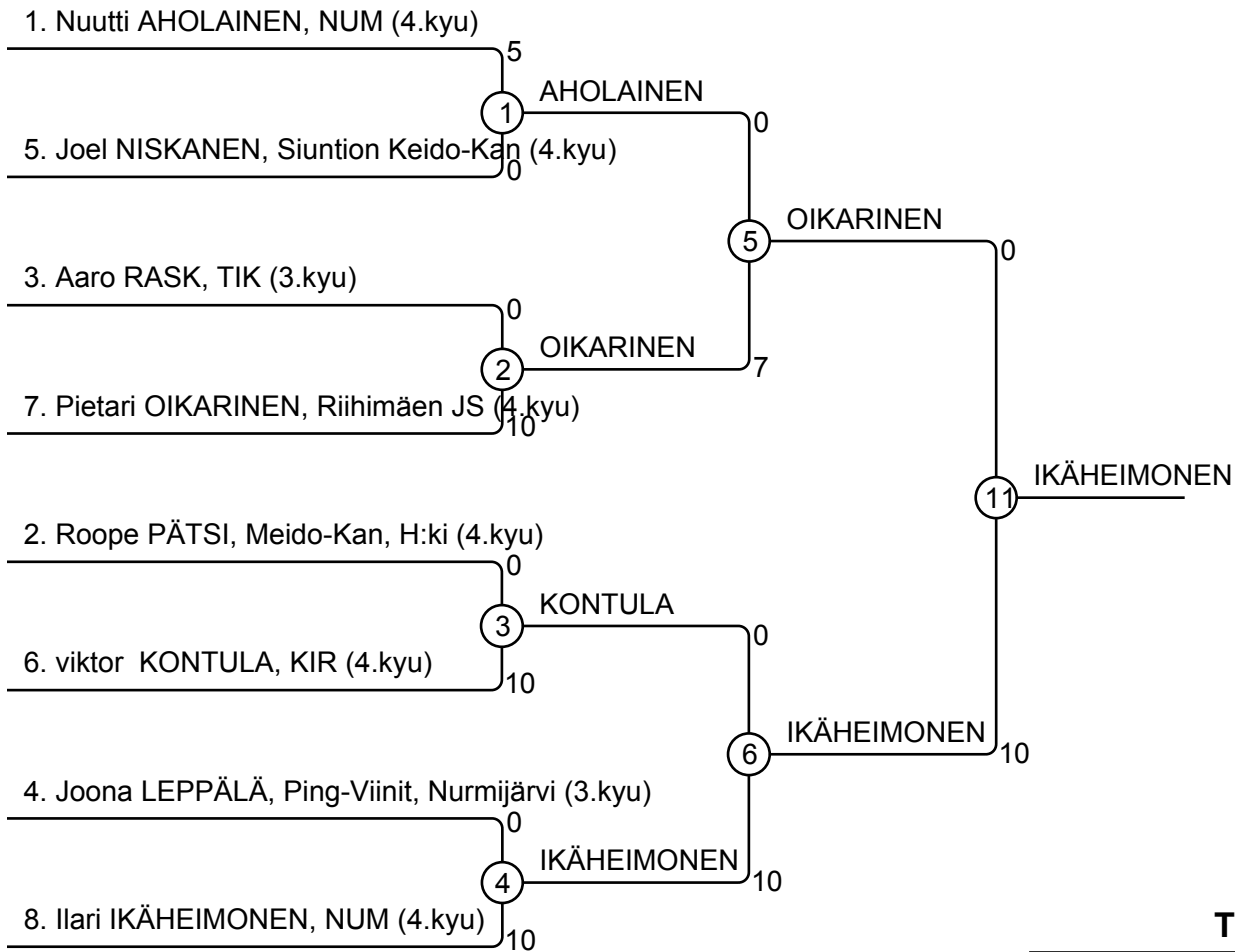 1. Nuutti AHOLAINEN, NUM (4.kyu)
5
1
AHOLAINEN
0
5. Joel NISKANEN, Siuntion Keido-Kan (4.kyu)
0
5
OIKARINEN
0
3. Aaro RASK, TIK (3.kyu)
0
2
OIKARINEN
7
7. Pietari OIKARINEN, Riihimäen JS (4.kyu)
10
11
IKÄHEIMONEN
2. Roope PÄTSI, Meido-Kan, H:ki (4.kyu)
0
3
KONTULA
0
6. viktor  KONTULA, KIR (4.kyu)
10
6
IKÄHEIMONEN
10
4. Joona LEPPÄLÄ, Ping-Viinit, Nurmijärvi (3.kyu)
0
4
IKÄHEIMONEN
10
8. Ilari IKÄHEIMONEN, NUM (4.kyu)
10
T